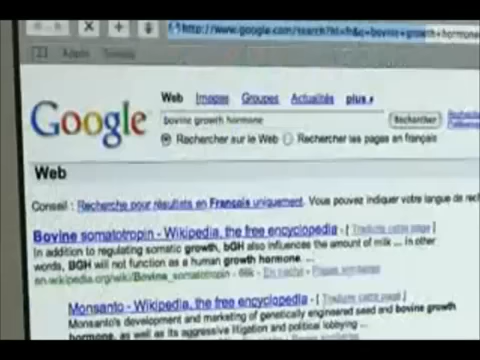 http://www.google.com/search?hl=fr&q=bovine+growth+hormone
Apple
Web Images Groupes Actualités plus
Google
bovine growth hormone
Rechercher
Recherche
Préférences
Rechercher sur le Web Rechercher les pages en français
Web
Conseil : Recherche pour résultats en Français uniquement. Vous pouvez indiquer votre langue de
Bovine somatotropin - Wikipedia, the free encyclopedia - [ Traduire cette page ]
In addition to regulating somatic growth, bGH also influences the amount of milk ... In other
words, BGH will not function as a human growth hormone. ...
en.wikipedia.org/wiki/Bovine_somatotropin - 66k - En cache - Pages similaires
Monsanto - Wikipedia, the free encyclopedia - [ Traduire cette page ]
Monsanto's development and marketing of genetically engineered seed and bovine growth
hormone, as well as its aggressive litigation and political lobbying ...